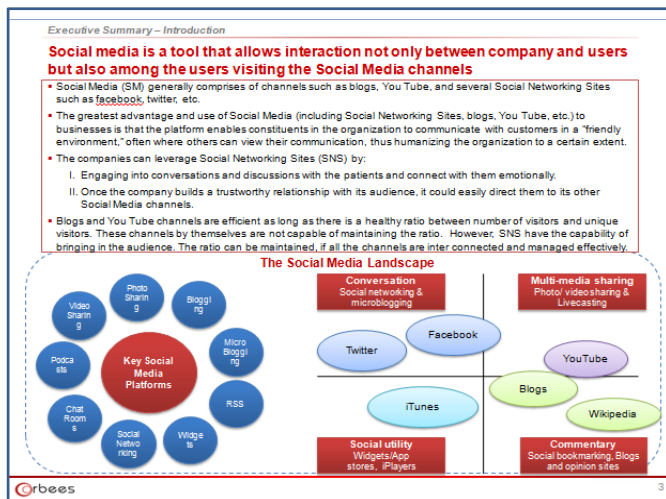 Executive Summary – Introduction
Social media is a tool that allows interaction not only between company and users
but also among the users visiting the Social Media channels
▪ Social Media (SM) generally comprises of channels such as blogs, You Tube, and several Social Networking Sites
such as facebook, twitter, etc.
▪ The greatest advantage and use of Social Media (including Social Networking Sites, blogs, You Tube, etc.) to
businesses is that the platform enables constituents in the organization to communicate with customers in a "friendly
environment," often where others can view their communication, thus humanizing the organization to a certain extent.
▪ The companies can leverage Social Networking Sites (SNS) by:
I. Engaging into conversations and discussions with the patients and connect with them emotionally.
II. Once the company builds a trustworthy relationship with its audience, it could easily direct them to its other
Social Media channels.
▪ Blogs and You Tube channels are efficient as long as there is a healthy ratio between number of visitors and unique
visitors. These channels by themselves are not capable of maintaining the ratio. However, SNS have the capability of
bringing in the audience. The ratio can be maintained, if all the channels are inter connected and managed effectively.
The Social Media Landscape
Photo
Sharin
g
Bloggi
ng
Video
Sharin
g
Micro
Bloggi
ng
Key Social
Media
Platforms
Podca
sts
RSS
Chat
Room
s
Social
Netwo
rking
Widge
ts
Conversation
Social networking &
microblogging
Multi-media sharing
Photo/ video sharing &
Livecasting
Facebook
Twitter
YouTube
Blogs
iTunes
Wikipedia
Social utility
Widgets/App
stores, iPlayers
Commentary
Social bookmarking, Blogs
and opinion sites
Orbees
3